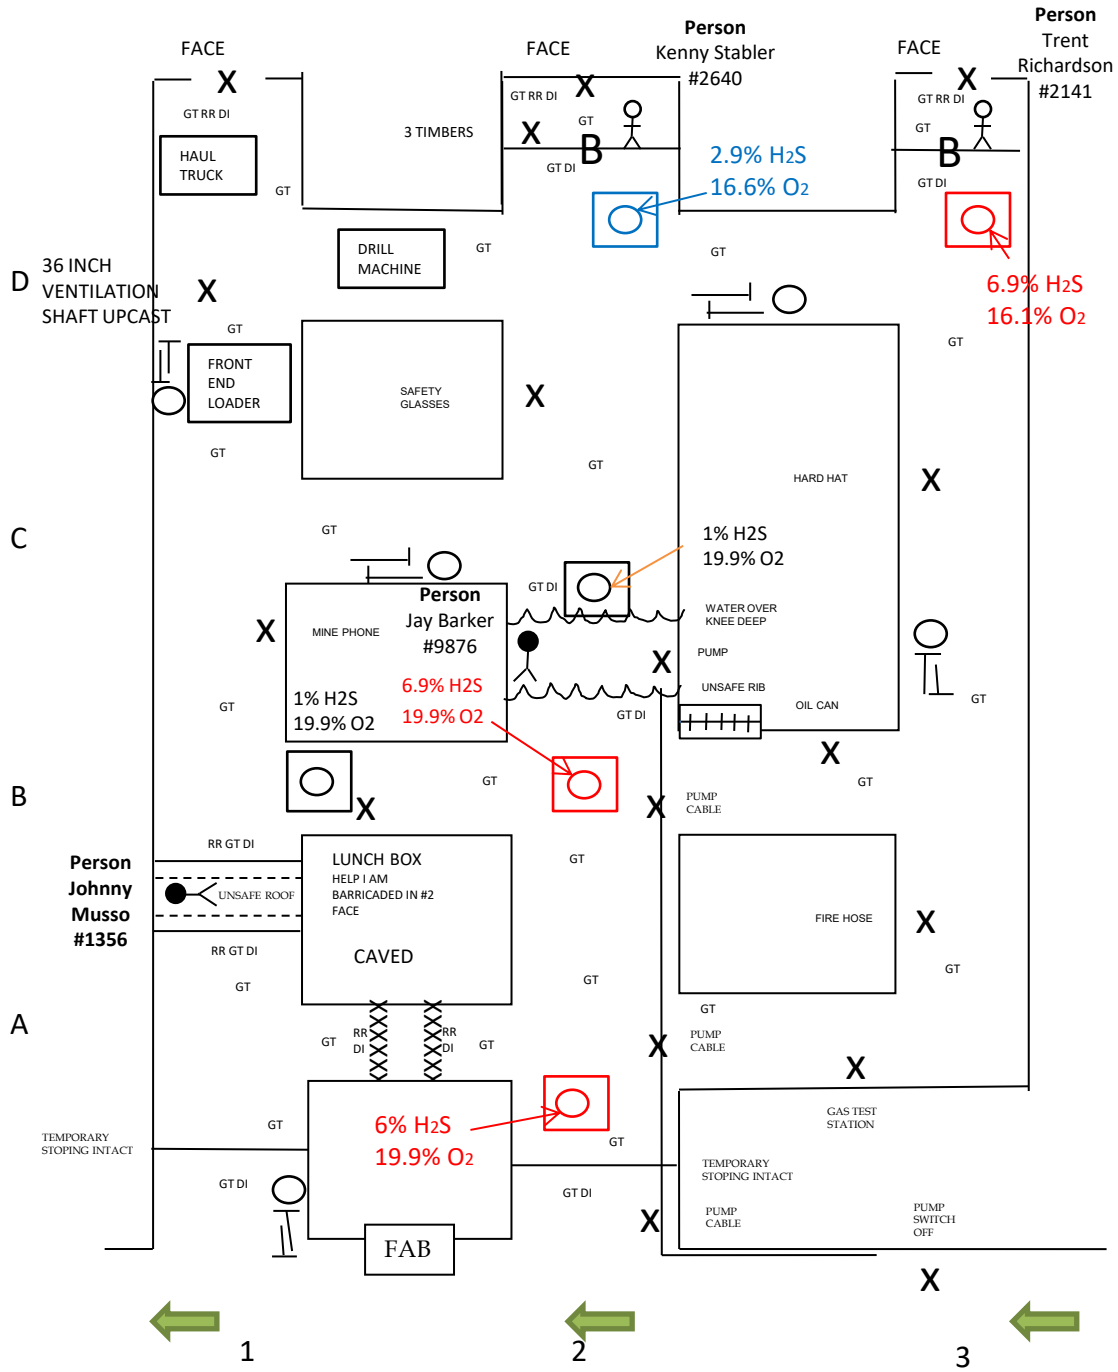 FACE
FACE
Person
Kenny Stabler
#2640
FACE
Person
Trent
Richardson
#2141
X
X
X
GT RR DI
GT RR DI
GT RR DI
HAUL
TRUCK
3 TIMBERS
X
GT
B
GT
B
GT
GT DI
GT DI
2.9% H2S
16.6% O2
GT
DRILL
MACHINE
GT
6.9% H2S
16.1% O2
D
36 INCH
VENTILATION
SHAFT UPCAST
X
GT
GT
FRONT
END
LOADER
SAFETY
GLASSES
X
GT
GT
HARD HAT
X
C
GT
1% H2S
19.9% O2
GT DI
Person
Jay Barker
#9876
X
MINE PHONE
WATER OVER
KNEE DEEP
X
PUMP
UNSAFE RIB
OIL CAN
GT
GT
1% H2S
19.9% O2
6.9% H2S
19.9% O2
GT DI
X
GT
GT
B
X
X
PUMP
CABLE
RR GT DI
Person
Johnny
Musso
#1356
UNSAFE ROOF
LUNCH BOX
HELP I AM
BARRICADED IN #2
FACE
CAVED
GT
FIRE HOSE
X
RR GT DI
GT
GT
GT
GT
A
GT
RR
DI
RR
DI
GT
X
PUMP
CABLE
X
GAS TEST
STATION
6% H2S
19.9% O2
GT
GT
TEMPORARY
STOPING INTACT
TEMPORARY
STOPING INTACT
GT DI
GT DI
X
PUMP
CABLE
PUMP
SWITCH
OFF
FAB
X
1
2
3